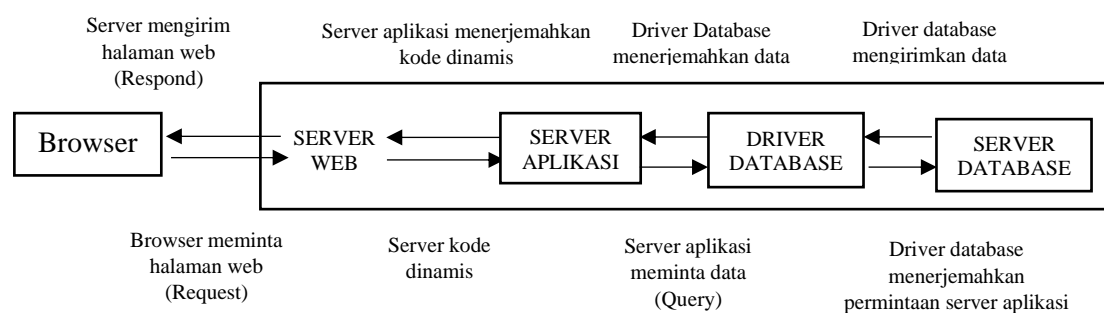 Server mengirim
halaman web
(Respond)
Server aplikasi menerjemahkan
kode dinamis
Driver Database
menerjemahkan data
Driver database
mengirimkan data
Browser
SERVER
WEB
SERVER
APLIKASI
DRIVER
DATABASE
SERVER
DATABASE
Browser meminta
halaman web
(Request)
Server kode
dinamis
Server aplikasi
meminta data
(Query)
Driver database
menerjemahkan
permintaan server aplikasi